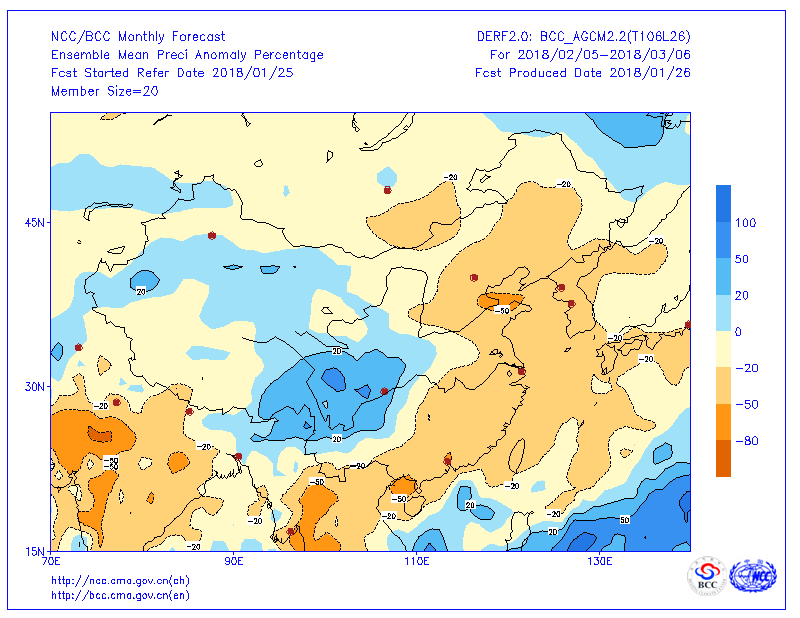 NCC/BCC Monthly Forecast
DERF2.0: BCC_AGCM2.2(T106L26)
Ensemble Mean Preci Anomaly Percentage
For 2018/02/05-2018/03/06
Fcst Started Refer Date 2018/01/25
Fcst Produced Date 2018/01/26
Member Size=20
-20
-20
45N
-20
100
50
20
20
-50
0
-20
20
-20
-20
30N
-20
-50
20
-20
-80
-50
-50
-20
-50
-50
-20
20
-20
-20
-20
50
20
-20
15N
70E
90E
110E
130E
http://ncc.cma.gov.cn(ch)
http://bcc.cma.gov.cn(en)
BCC
NCC